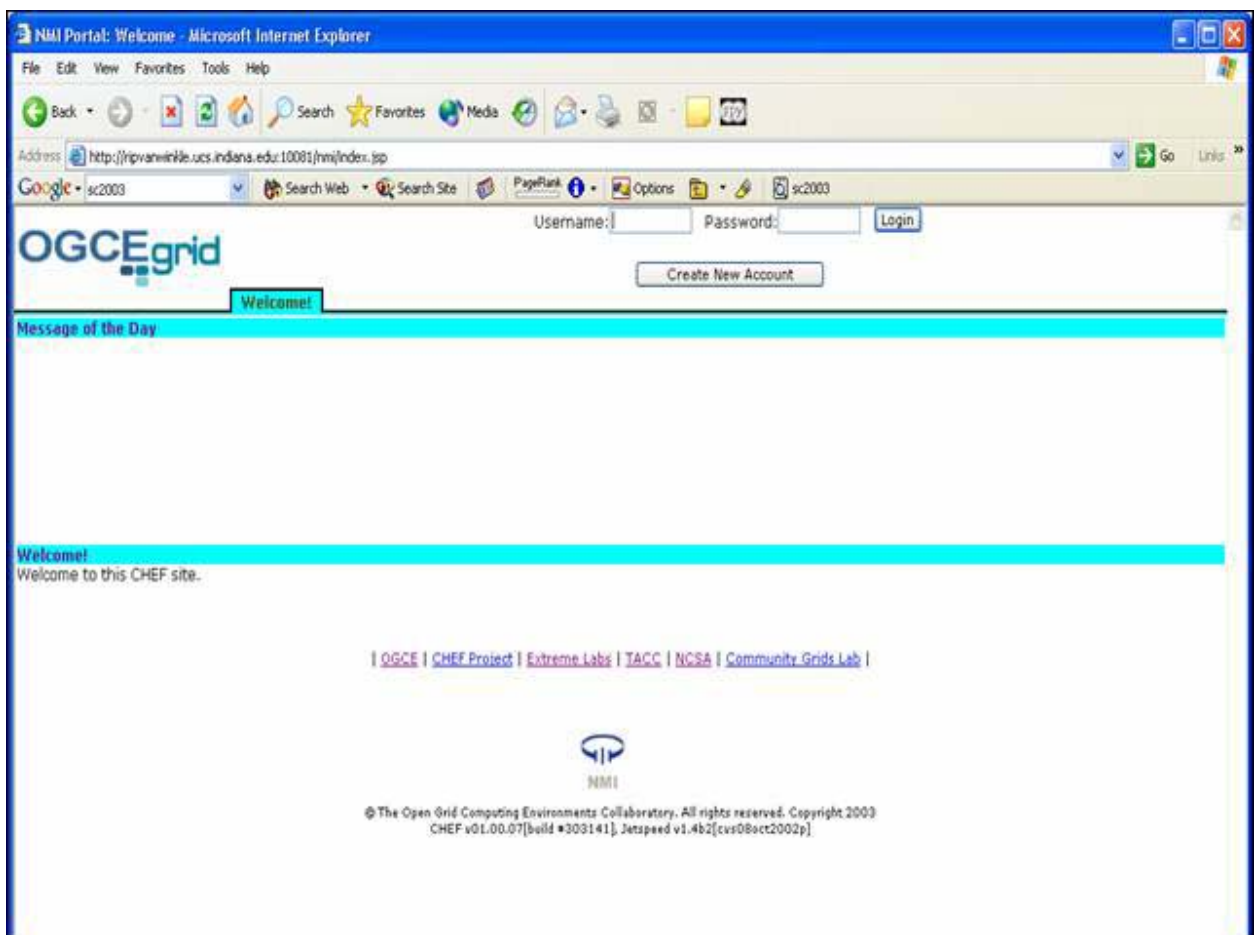 NMI Portal: Welcome - Microsoft Internet Explorer
File Edit View Favorites Tools Help
Back Search Favorites Media
Address http://ripvanwinkle.ucs.indiana.edu:10081/nmi/index.jsp Go Links »
Google sc2003 Search Web Search Site PageRank Options sc2003
Username: Password: Login
OGCEgrid
Create New Account
Welcome!
Message of the Day
Welcome!
Welcome to this CHEF site.
| OGCE | CHEF Project | Extreme Labs | TACC | NCSA | Community Grids Lab |
NMI
© The Open Grid Computing Environments Collaboratory. All rights reserved. Copyright 2003
CHEF v01.00.07[build #303141], Jetspeed v1.4b2[cvs08oct2002p]